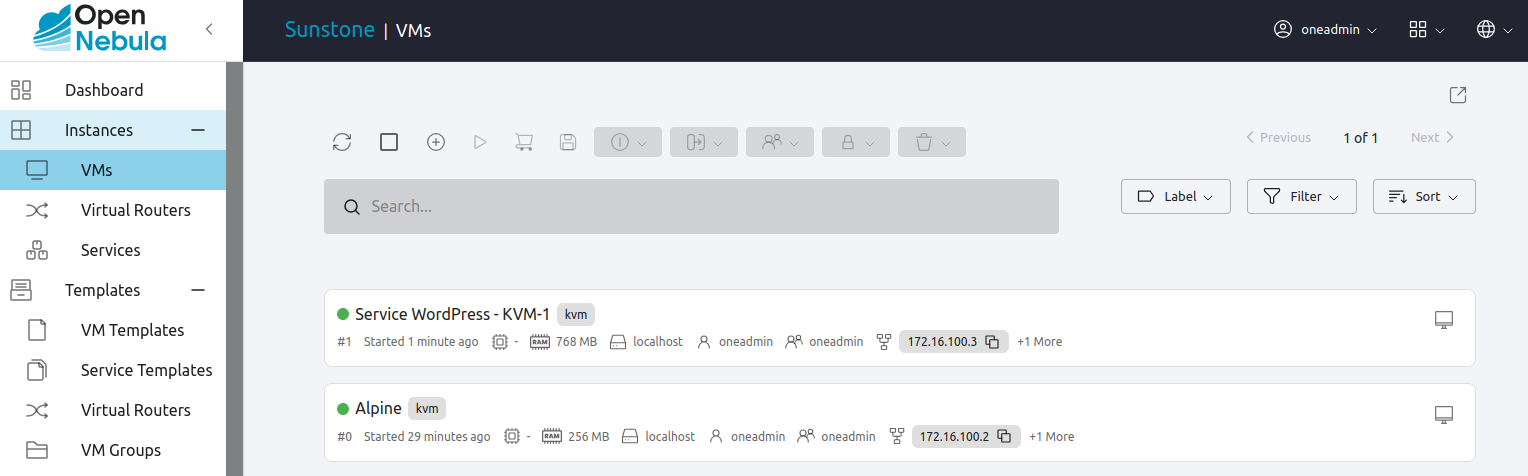 Open
Nebula
Sunstone | VMs
oneadmin
Dashboard
Instances
VMs
Virtual Routers
Services
Templates
VM Templates
Service Templates
Virtual Routers
VM Groups
Previous 1 of 1 Next
Search...
Label Filter Sort
Service WordPress - KVM-1 kvm
#1 Started 1 minute ago - RAM 768 MB localhost oneadmin oneadmin 172.16.100.3 +1 More
Alpine kvm
#0 Started 29 minutes ago - RAM 256 MB localhost oneadmin oneadmin 172.16.100.2 +1 More